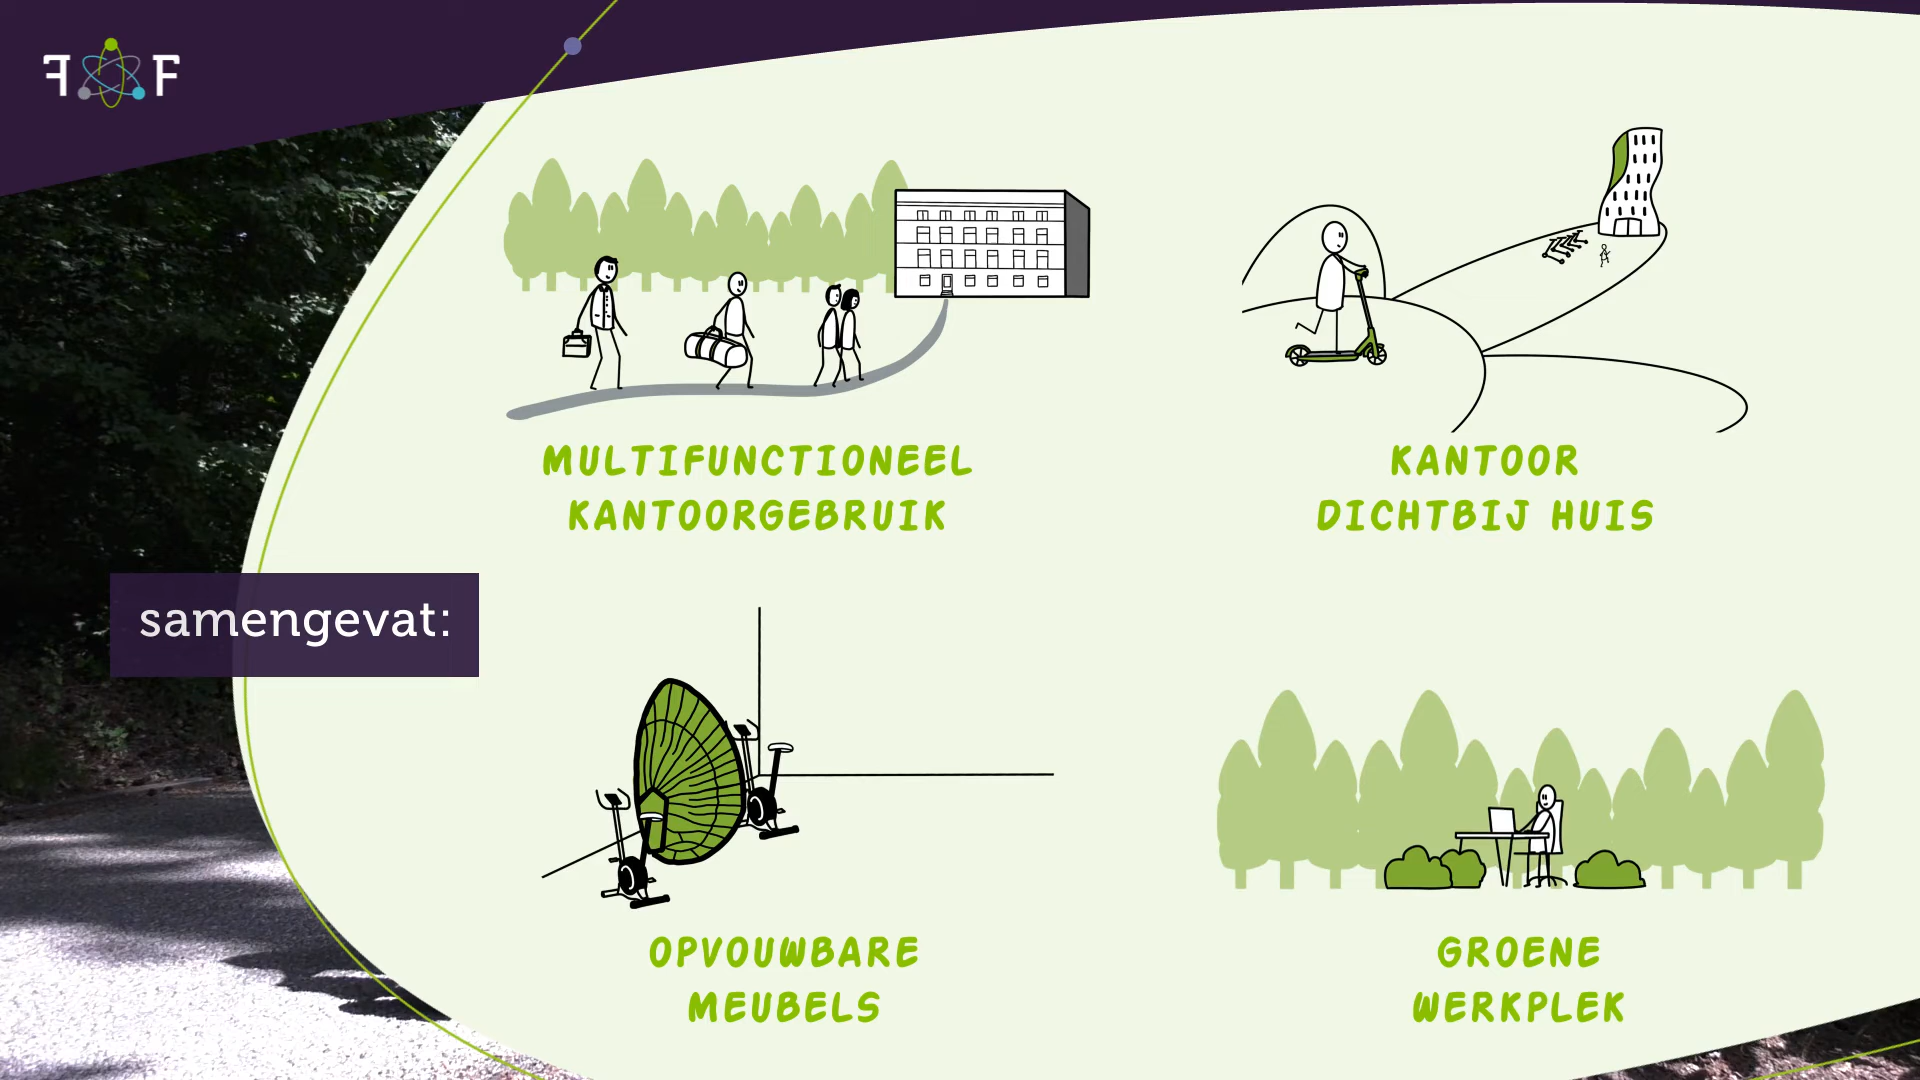 samengevat:
MULTIFUNCTIONEEL
KANTOORGEBRUIK
KANTOOR
DICHTBIJ HUIS
OPVOUWBARE
MEUBELS
GROENE
WERKPLEK